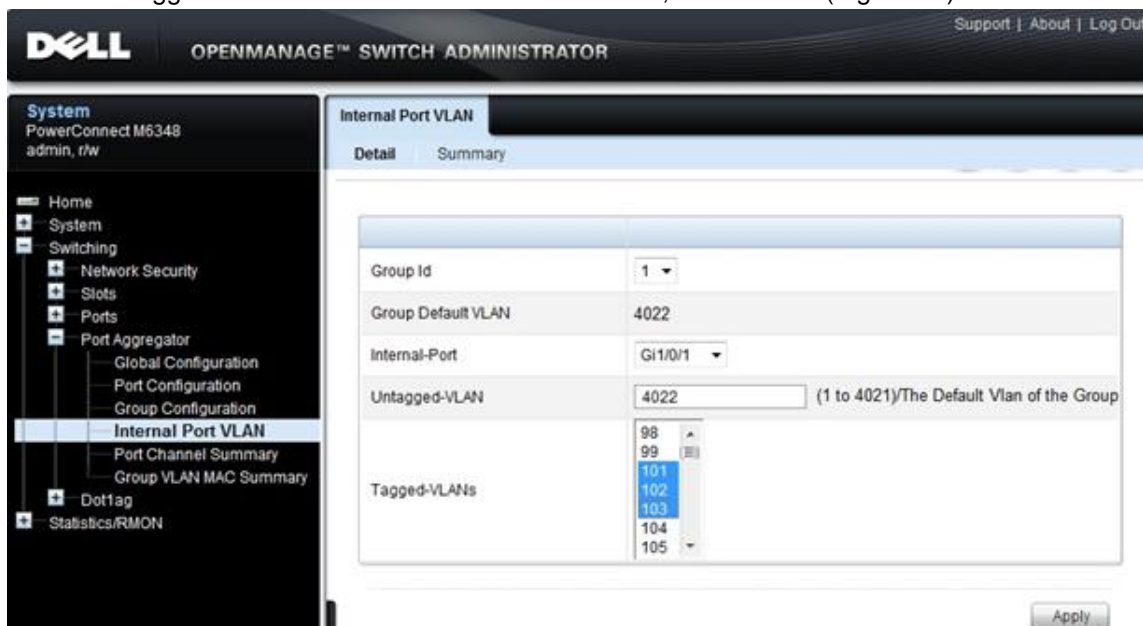 Support | About | Log Out
DELL OPENMANAGE™ SWITCH ADMINISTRATOR
System
PowerConnect M6348
admin, r/w
Home
System
Switching
Network Security
Slots
Ports
Port Aggregator
Global Configuration
Port Configuration
Group Configuration
Internal Port VLAN
Port Channel Summary
Group VLAN MAC Summary
Dot1ag
Statistics/RMON
Internal Port VLAN
Detail Summary
Group Id 1
Group Default VLAN 4022
Internal-Port Gi1/0/1
Untagged-VLAN 4022 (1 to 4021)/The Default Vlan of the Group
Tagged-VLANs
98
99
101
102
103
104
105
Apply